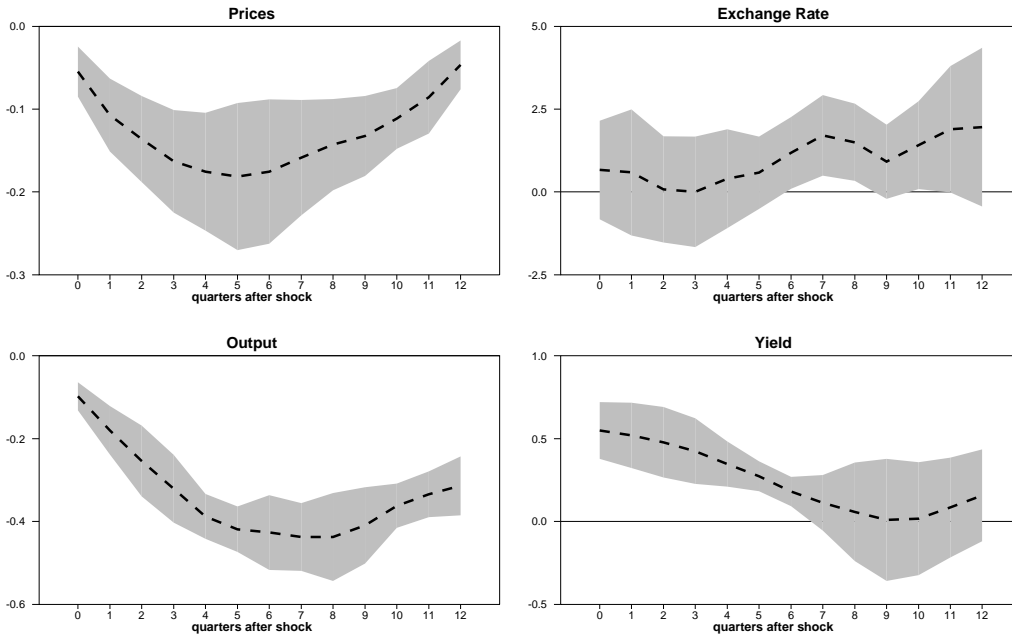 Prices
0.0
-0.1
-0.2
-0.3
0 1 2 3 4 5 6 7 8 9 10 11 12
quarters after shock
Exchange Rate
5.0
2.5
0.0
-2.5
0 1 2 3 4 5 6 7 8 9 10 11 12
quarters after shock
Output
0.0
-0.2
-0.4
-0.6
0 1 2 3 4 5 6 7 8 9 10 11 12
quarters after shock
Yield
1.0
0.5
0.0
-0.5
0 1 2 3 4 5 6 7 8 9 10 11 12
quarters after shock